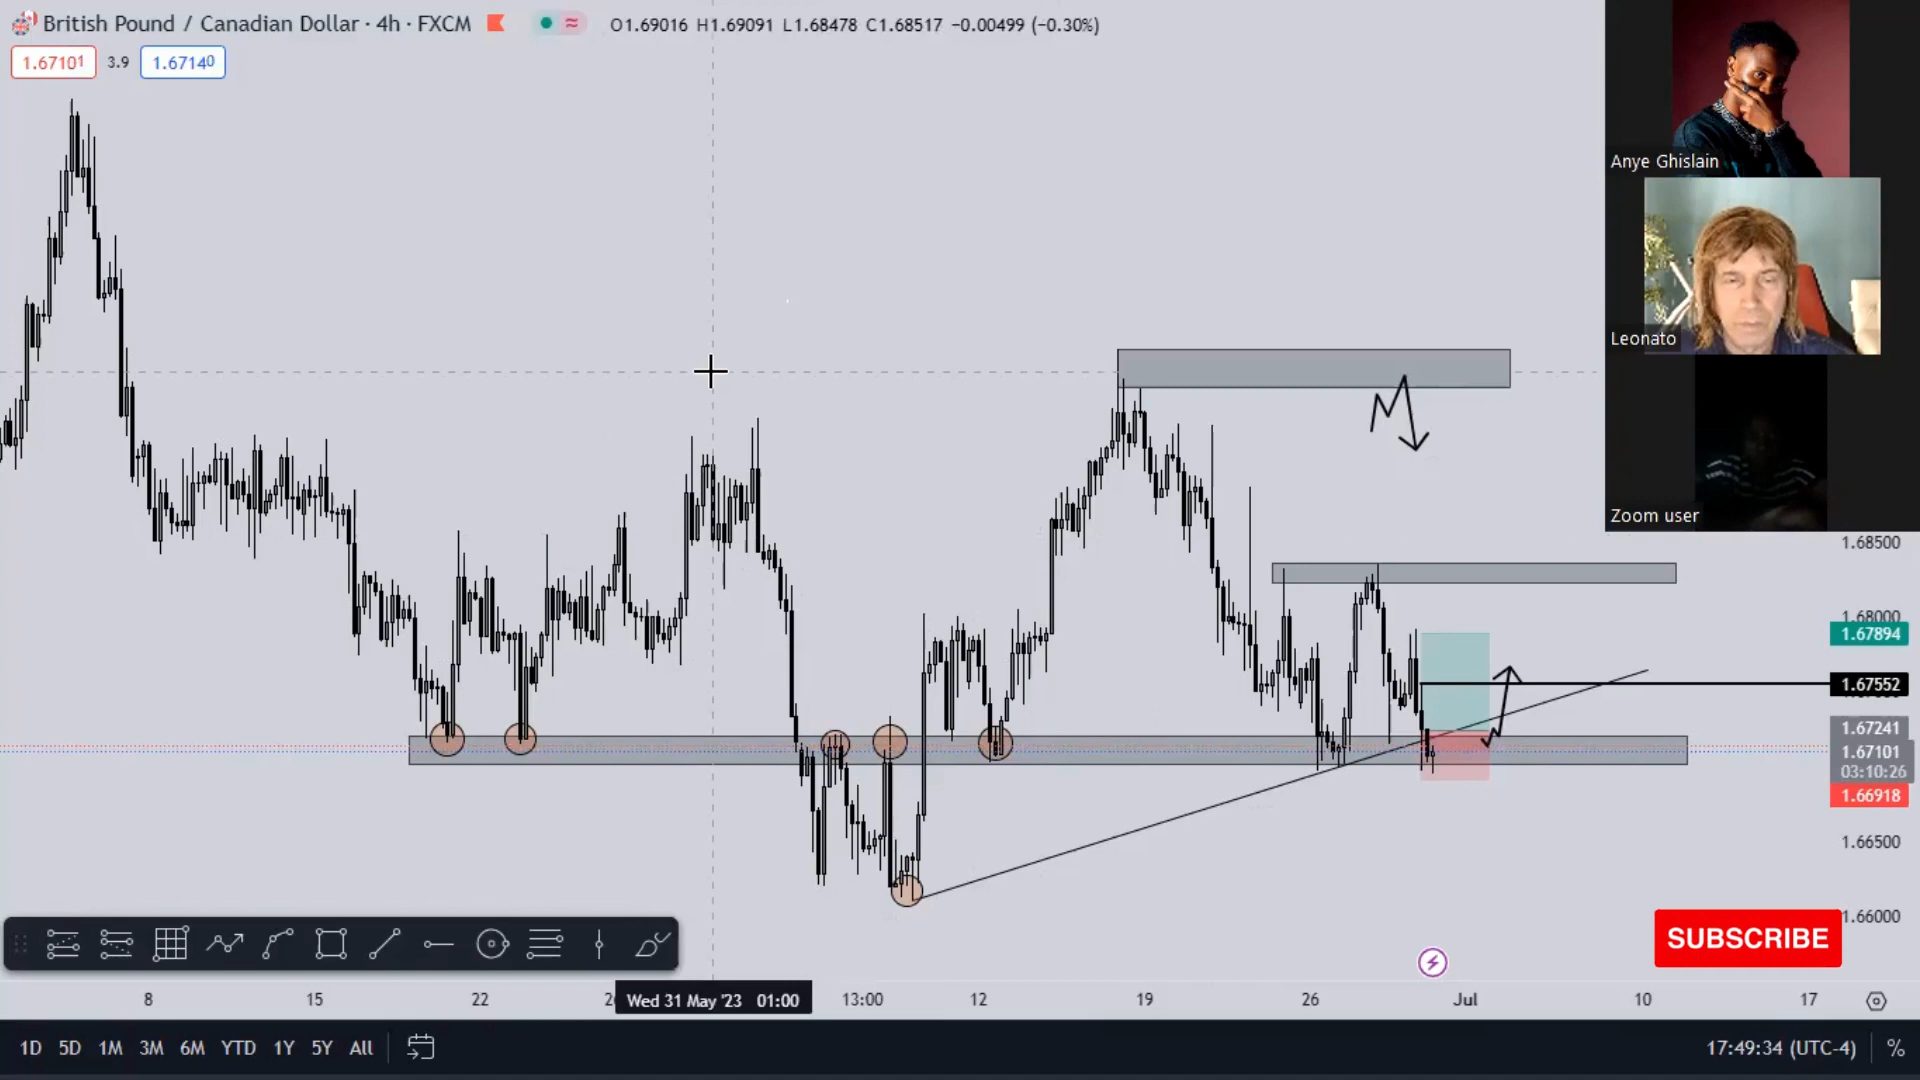 British Pound / Canadian Dollar · 4h · FXCM O1.69016 H1.69091 L1.68478 C1.68517 −0.00499 (−0.30%)
1.67101 3.9 1.67140
Anye Ghislain
Leonato
Zoom user
1.68500
1.68000
1.67894
1.67552
1.67241
1.67101
03:10:26
1.66918
1.66500
1.66000
SUBSCRIBE
8 15 22 Wed 31 May '23 01:00 13:00 12 19 26 Jul 10 17
1D 5D 1M 3M 6M YTD 1Y 5Y All 17:49:34 (UTC-4) %